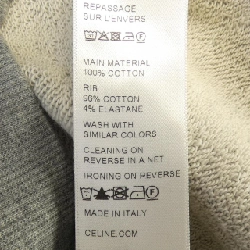 REPASSAGE
SUR L'ENVERS
MAIN MATERIAL
100% COTTON
RIB
96% COTTON
4% ELASTANE
WASH WITH
SIMILAR COLORS
CLEANING ON
REVERSE IN A NET
IRONING ON REVERSE
MADE IN ITALY
CELINE.COM